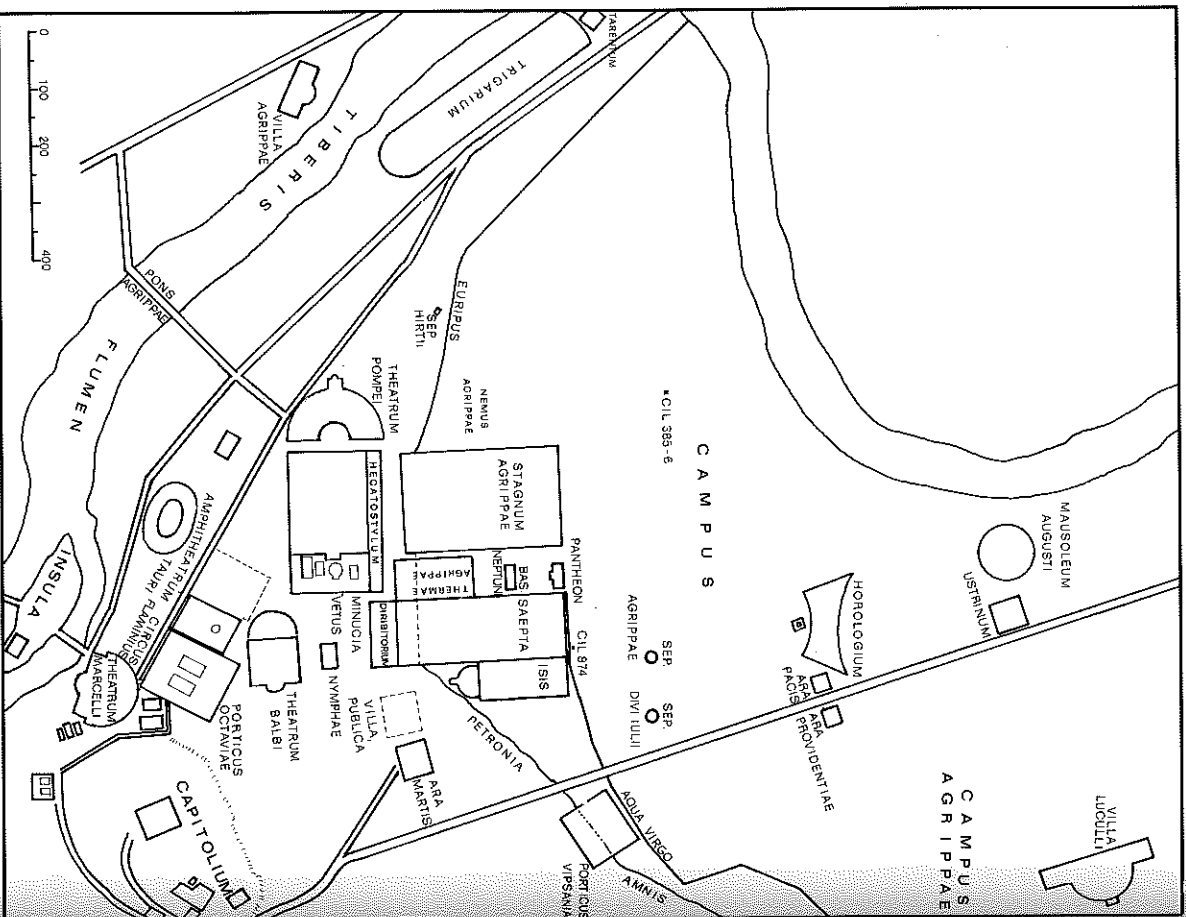 TARENTUM
TRIGARIUM
VILLA
AGRIPPAE
TIBERIS
0
100
200
400
PONS
AGRIPPAE
FLUMEN
EURIPUS
SEP
HIRTII
THEATRUM
POMPEI
NEMUS
AGRIPPAE
CIL 385-6
CAMPUS
HECATOSTYLUM
STAGNUM
AGRIPPAE
MAUSOLEUM
AUGUSTI
USTRINUM
HOROLOGIUM
PANTHEON
BAS.
NEPTUNI
THERMAE
AGRIPPAE
SAEPTA
DIRIBITORIUM
CIL 874
ISIS
SEP.
AGRIPPAE
SEP.
DIVI IULII
ARA
PACIS
ARA
PROVIDENTIAE
AMPHITHEATRUM
TAURI
CIRCUS
FLAMINIUS
MINUCIA
VETUS
NYMPHAE
VILLA
PUBLICA
THEATRUM
BALBI
PORTICUS
OCTAVIAE
INSULA
THEATRUM
MARCELLI
PETRONIA
ARA
MARTIS
AQUA VIRGO
AMNIS
PORTICUS
VIPSANIA
CAMPUS
AGRIPPAE
VILLA
LUCULLI
CAPITOLIUM